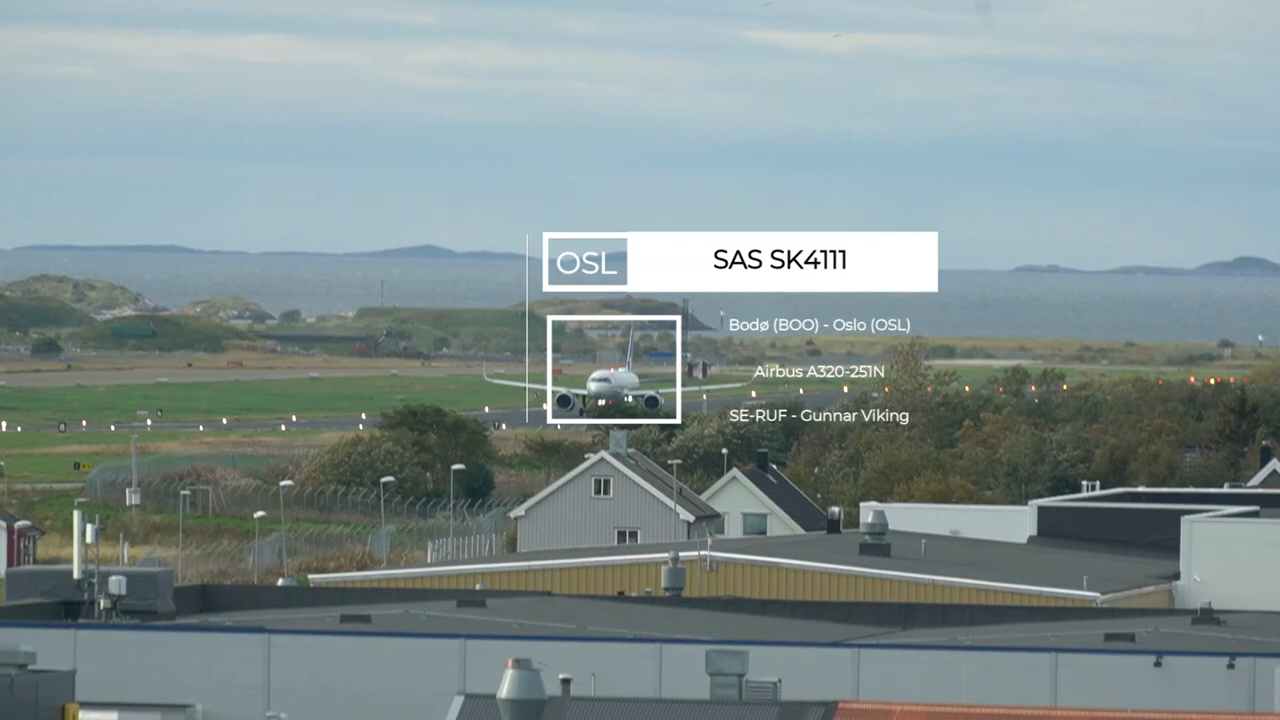 OSL
SAS SK4111
Bodø (BOO) - Oslo (OSL)
Airbus A320-251N
SE-RUF - Gunnar Viking